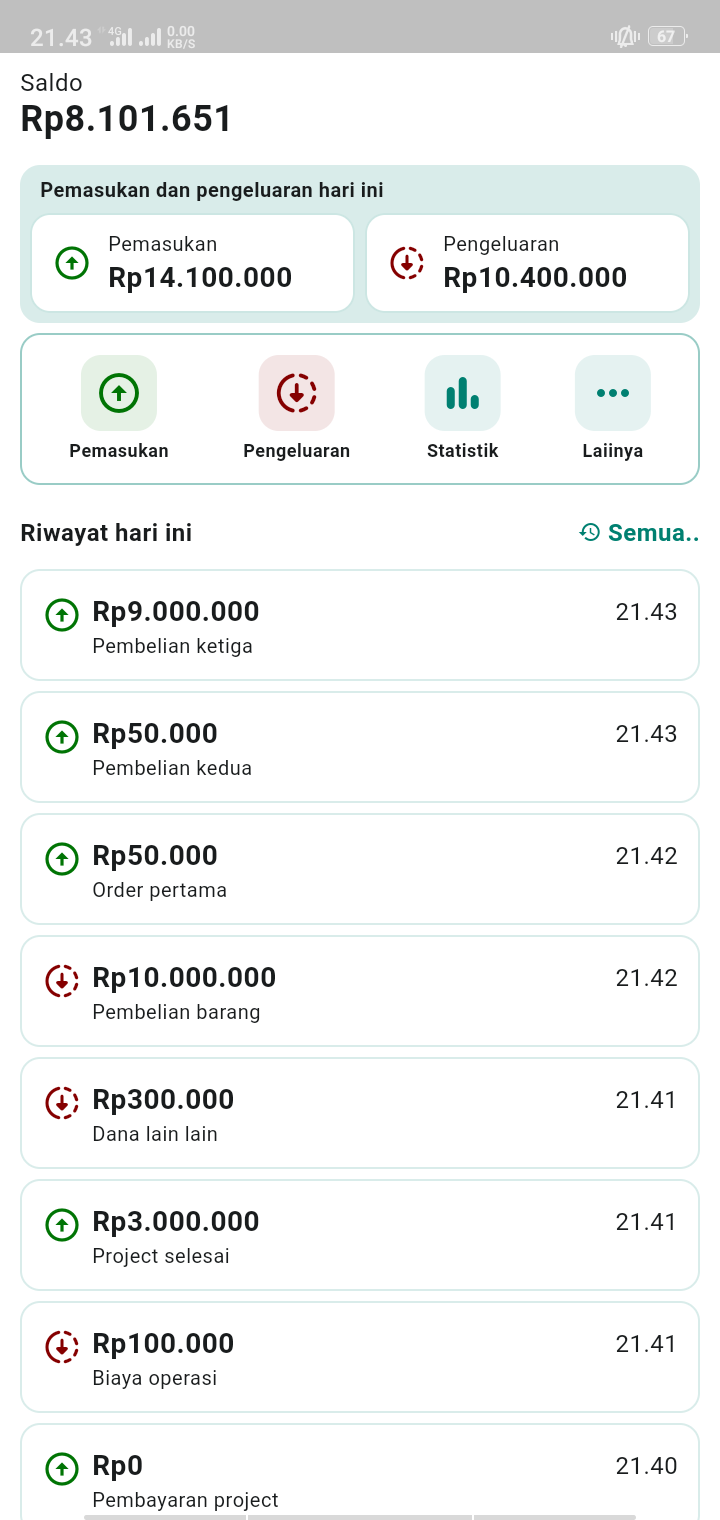 21.43 4G 0.00 KB/S 67
Saldo
Rp8.101.651
Pemasukan dan pengeluaran hari ini
Pemasukan
Rp14.100.000
Pengeluaran
Rp10.400.000
Pemasukan
Pengeluaran
Statistik
Laiinya
Riwayat hari ini
Semua..
Rp9.000.000
21.43
Pembelian ketiga
Rp50.000
21.43
Pembelian kedua
Rp50.000
21.42
Order pertama
Rp10.000.000
21.42
Pembelian barang
Rp300.000
21.41
Dana lain lain
Rp3.000.000
21.41
Project selesai
Rp100.000
21.41
Biaya operasi
Rp0
21.40
Pembayaran project